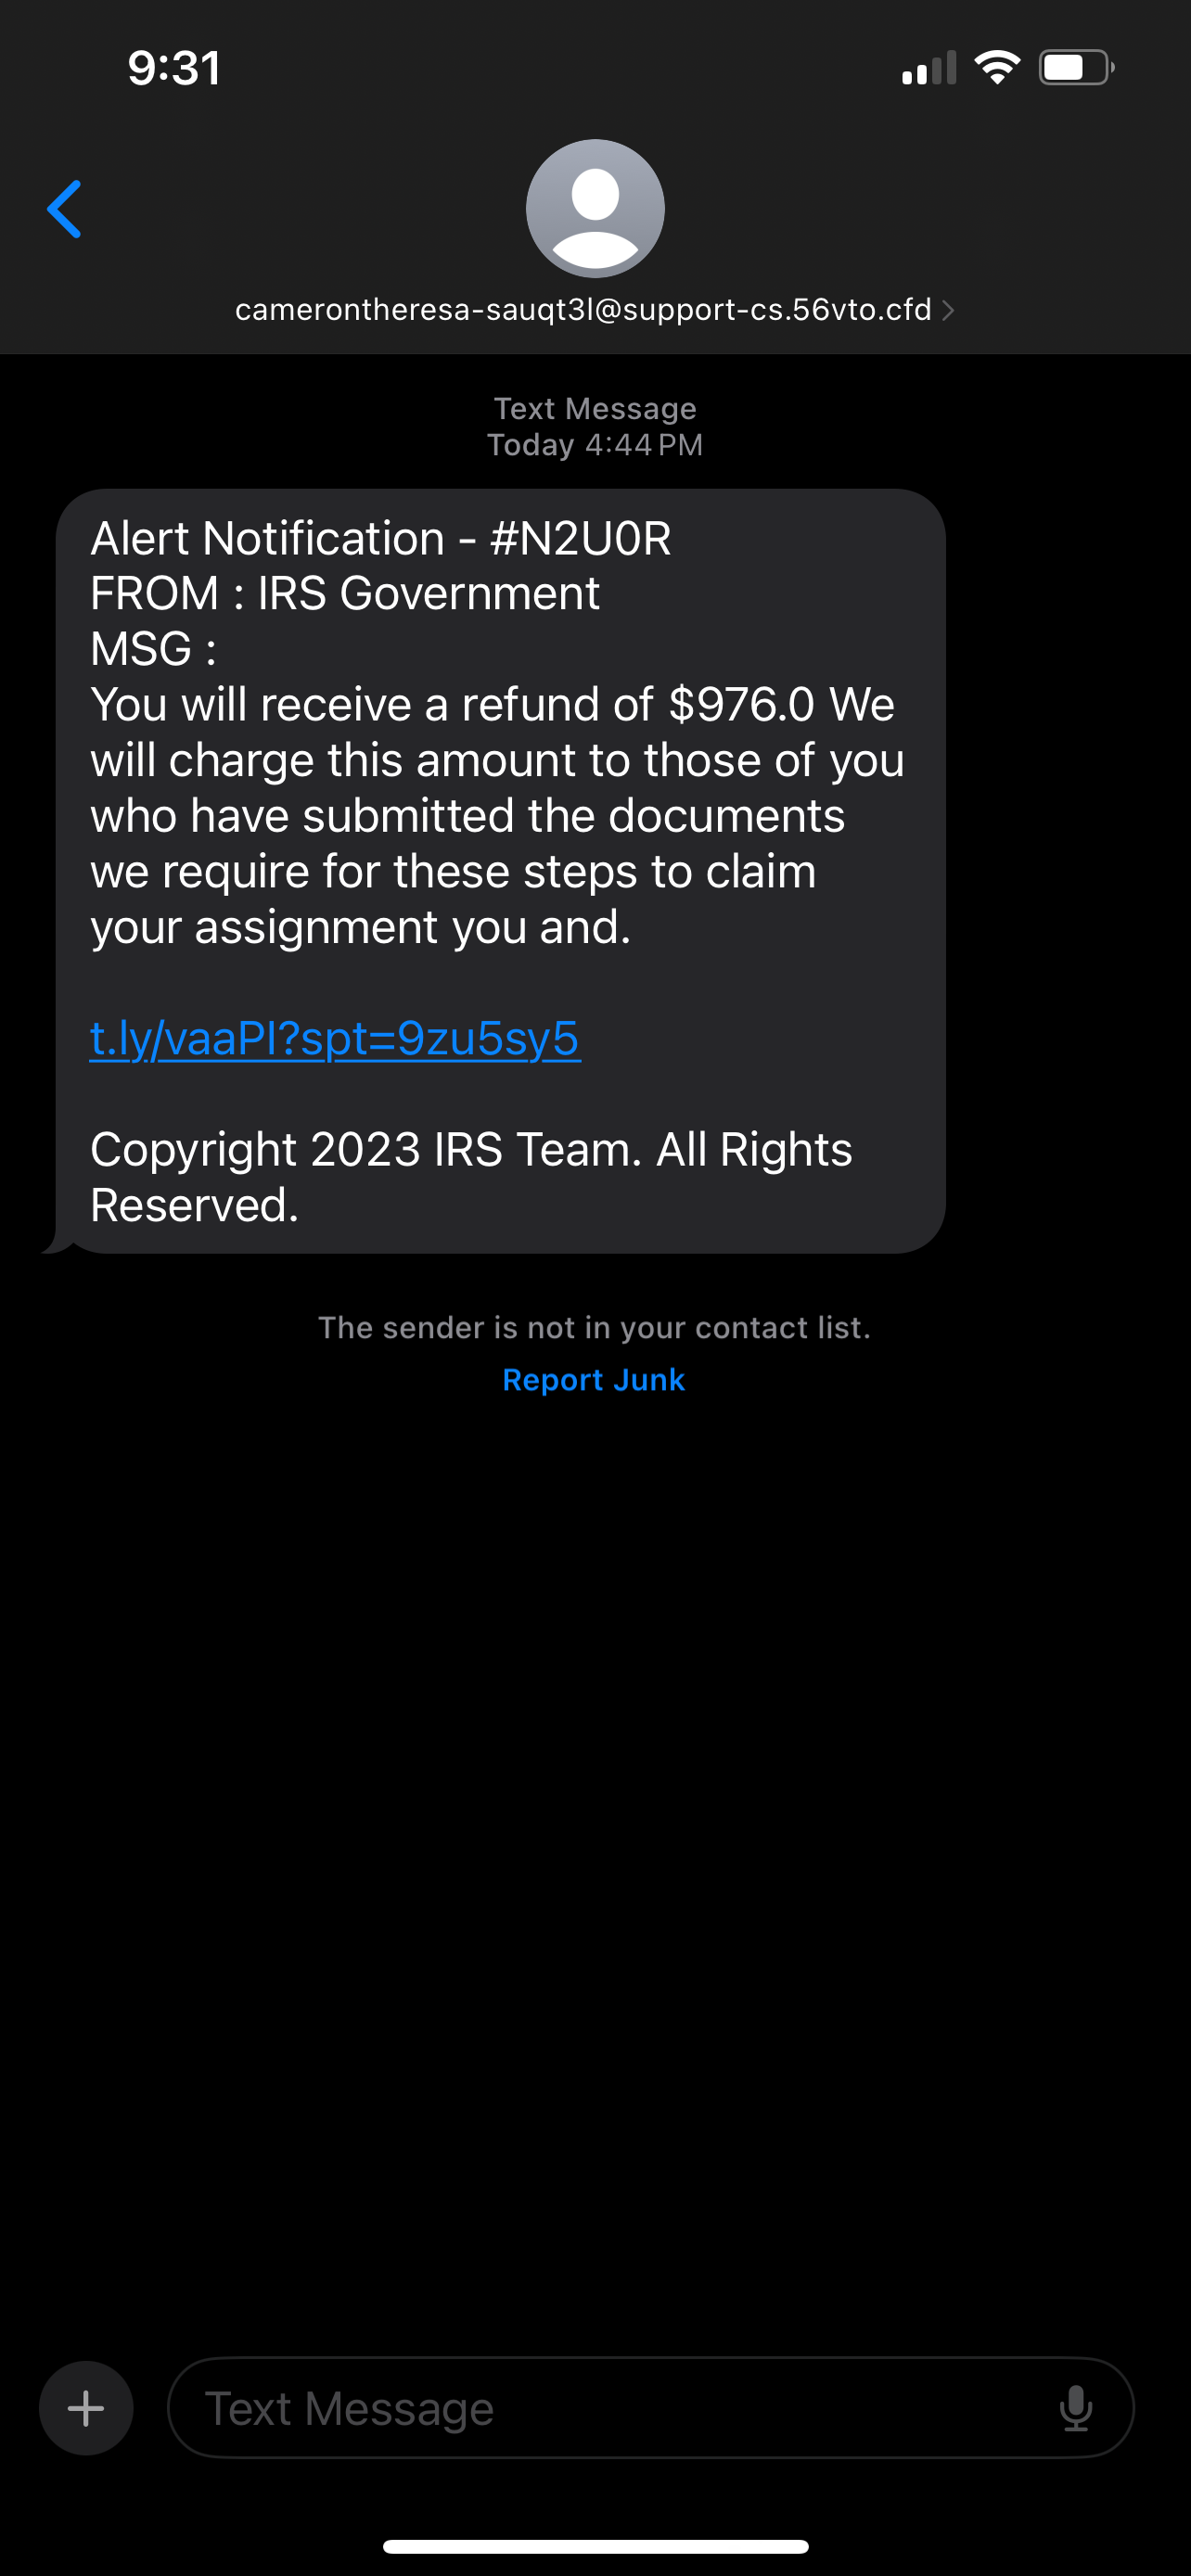 9:31
camerontheresa-sauqt3l@support-cs.56vto.cfd
Text Message
Today 4:44 PM
Alert Notification - #N2U0R
FROM : IRS Government
MSG :
You will receive a refund of $976.0 We
will charge this amount to those of you
who have submitted the documents
we require for these steps to claim
your assignment you and.
t.ly/vaaPl?spt=9zu5sy5
Copyright 2023 IRS Team. All Rights
Reserved.
The sender is not in your contact list.
Report Junk
Text Message